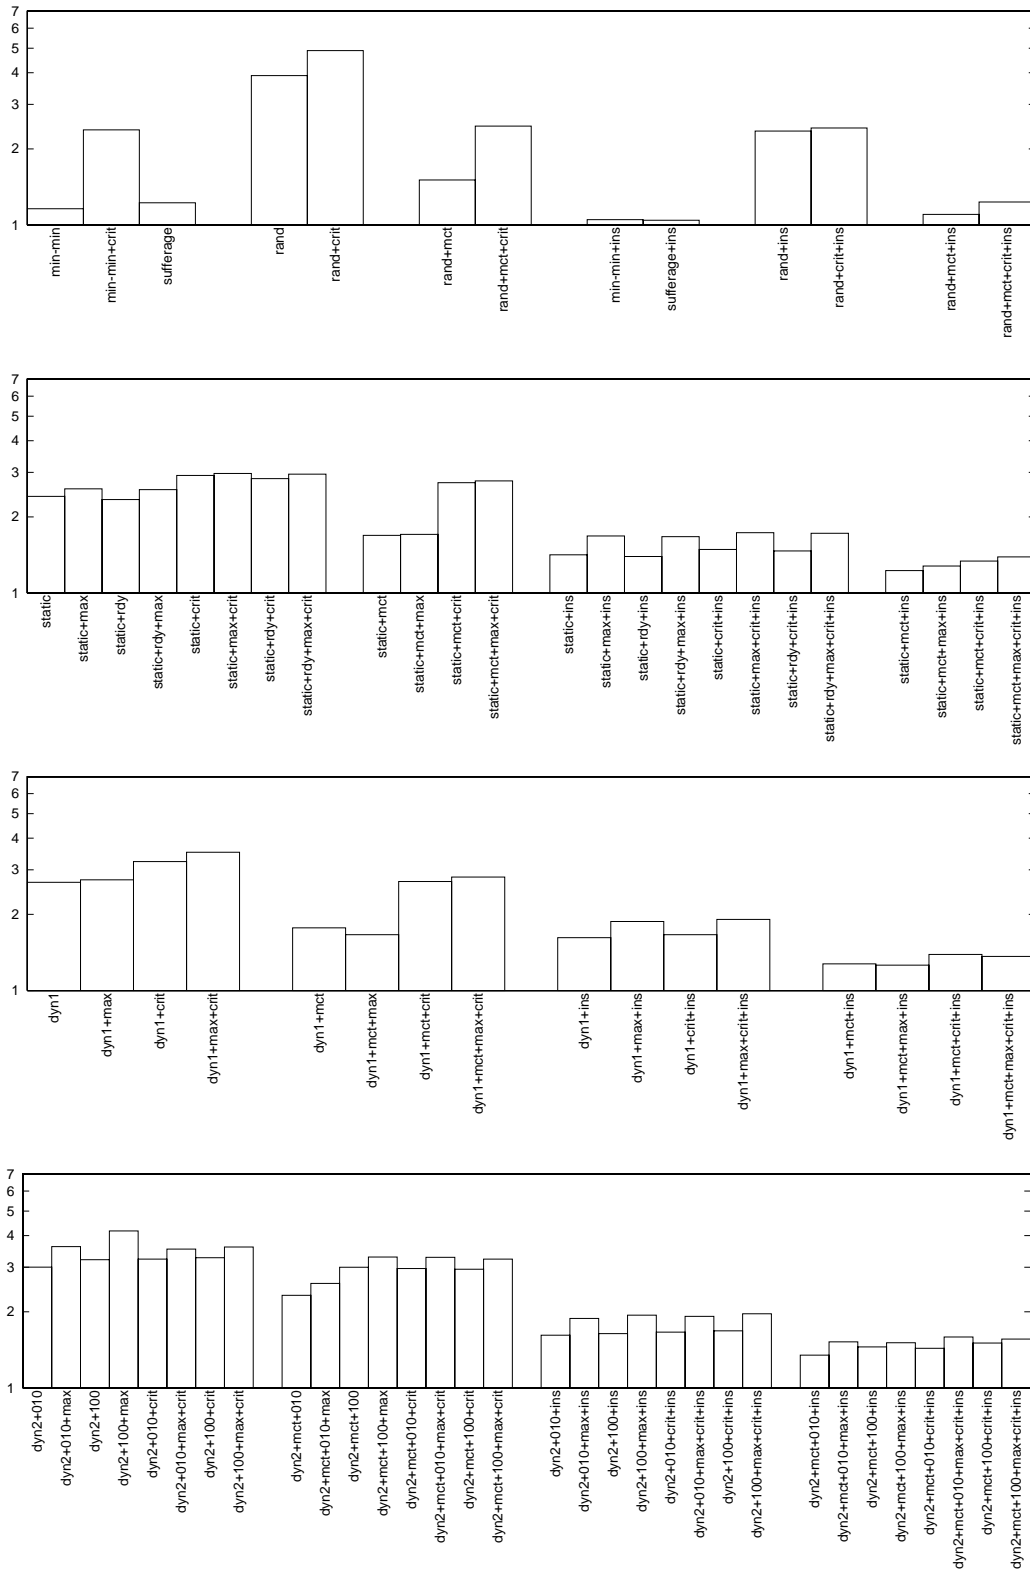 7
6
5
4
3
2
1
min-min
min-min+crit
sufferage
rand
rand+crit
rand+mct
rand+mct+crit
min-min+ins
sufferage+ins
rand+ins
rand+crit+ins
rand+mct+ins
rand+mct+crit+ins
7
6
5
4
3
2
1
static
static+max
static+rdy
static+rdy+max
static+crit
static+max+crit
static+rdy+crit
static+rdy+max+crit
static+mct
static+mct+max
static+mct+crit
static+mct+max+crit
static+ins
static+max+ins
static+rdy+ins
static+rdy+max+ins
static+crit+ins
static+max+crit+ins
static+rdy+crit+ins
static+rdy+max+crit+ins
static+mct+ins
static+mct+max+ins
static+mct+crit+ins
static+mct+max+crit+ins
7
6
5
4
3
2
1
dyn1
dyn1+max
dyn1+crit
dyn1+max+crit
dyn1+mct
dyn1+mct+max
dyn1+mct+crit
dyn1+mct+max+crit
dyn1+ins
dyn1+max+ins
dyn1+crit+ins
dyn1+max+crit+ins
dyn1+mct+ins
dyn1+mct+max+ins
dyn1+mct+crit+ins
dyn1+mct+max+crit+ins
7
6
5
4
3
2
1
dyn2+010
dyn2+010+max
dyn2+100
dyn2+100+max
dyn2+010+crit
dyn2+010+max+crit
dyn2+100+crit
dyn2+100+max+crit
dyn2+mct+010
dyn2+mct+010+max
dyn2+mct+100
dyn2+mct+100+max
dyn2+mct+010+crit
dyn2+mct+010+max+crit
dyn2+mct+100+crit
dyn2+mct+100+max+crit
dyn2+010+ins
dyn2+010+max+ins
dyn2+100+ins
dyn2+100+max+ins
dyn2+010+crit+ins
dyn2+010+max+crit+ins
dyn2+100+crit+ins
dyn2+100+max+crit+ins
dyn2+mct+010+ins
dyn2+mct+010+max+ins
dyn2+mct+100+ins
dyn2+mct+100+max+ins
dyn2+mct+010+crit+ins
dyn2+mct+010+max+crit+ins
dyn2+mct+100+crit+ins
dyn2+mct+100+max+crit+ins